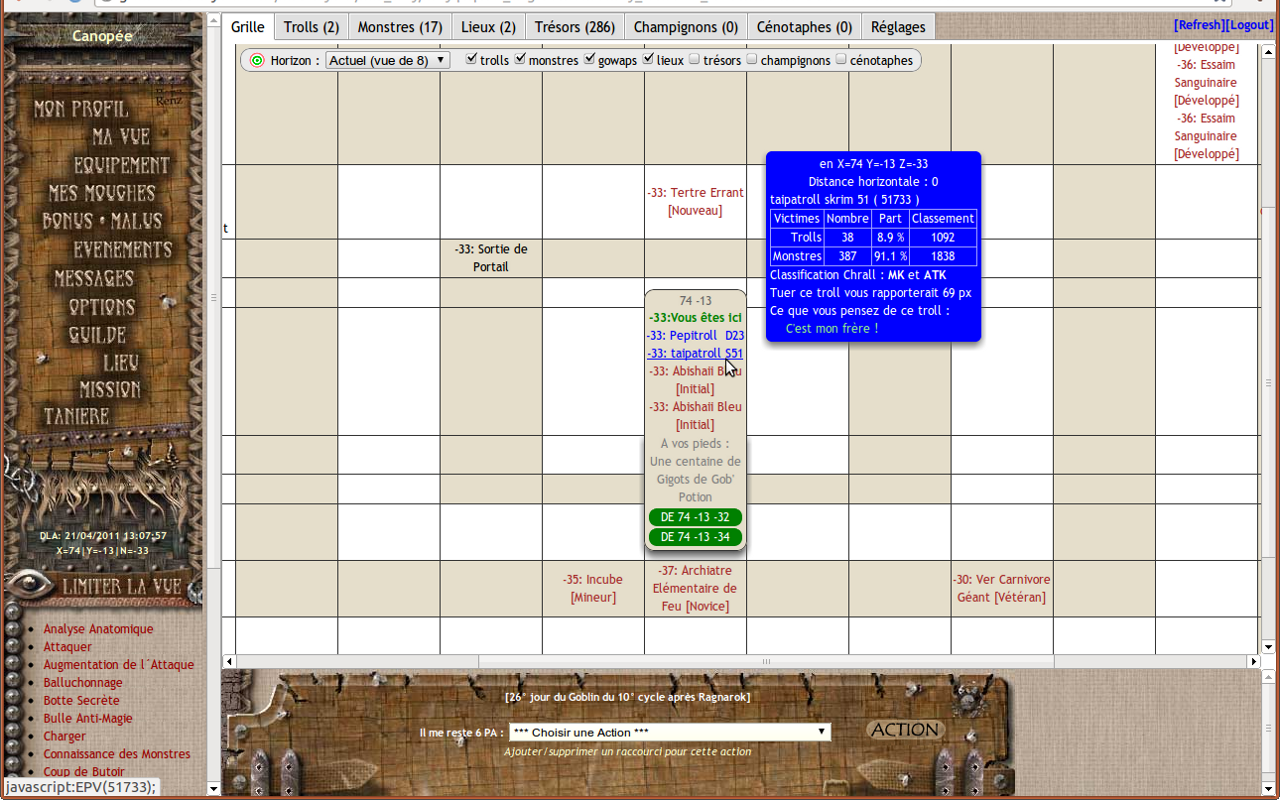 Canopée
MON PROFIL
MA VUE
EQUIPEMENT
MES MOUCHES
BONUS • MALUS
EVENEMENTS
MESSAGES
OPTIONS
GUILDE
LIEU
MISSION
TANIERE
DLA: 21/04/2011 13:07:57
X=74|Y=-13|N=-33
LIMITER LA VUE
Analyse Anatomique
Attaquer
Augmentation de l´Attaque
Balluchonnage
Botte Secrète
Bulle Anti-Magie
Charger
Connaissance des Monstres
Coup de Butoir
javascript:EPV(51733);
Grille Trolls (2) Monstres (17) Lieux (2) Trésors (286) Champignons (0) Cénotaphes (0) Réglages
[Refresh][Logout]
Horizon : Actuel (vue de 8) trolls monstres gowaps lieux trésors champignons cénotaphes
[Développé]
-36: Essaim
Sanguinaire
[Développé]
-36: Essaim
Sanguinaire
[Développé]
-33: Tertre Errant
[Nouveau]
t
-33: Sortie de
Portail
en X=74 Y=-13 Z=-33
Distance horizontale : 0
taipatroll skrim 51 ( 51733 )
Victimes Nombre Part Classement
Trolls 38 8.9 % 1092
Monstres 387 91.1 % 1838
Classification Chrall : MK et ATK
Tuer ce troll vous rapporterait 69 px
Ce que vous pensez de ce troll :
C'est mon frère !
74 -13
-33:Vous êtes ici
-33: Pepitroll D23
-33: taipatroll S51
-33: Abishaii Bleu
[Initial]
-33: Abishaii Bleu
[Initial]
A vos pieds :
Une centaine de
Gigots de Gob'
Potion
DE 74 -13 -32
DE 74 -13 -34
-35: Incube
[Mineur]
-37: Archiatre
Elémentaire de
Feu [Novice]
-30: Ver Carnivore
Géant [Vétéran]
[26° jour du Goblin du 10° cycle après Ragnarok]
Il me reste 6 PA : *** Choisir une Action *** ACTION
Ajouter/supprimer un raccourci pour cette action